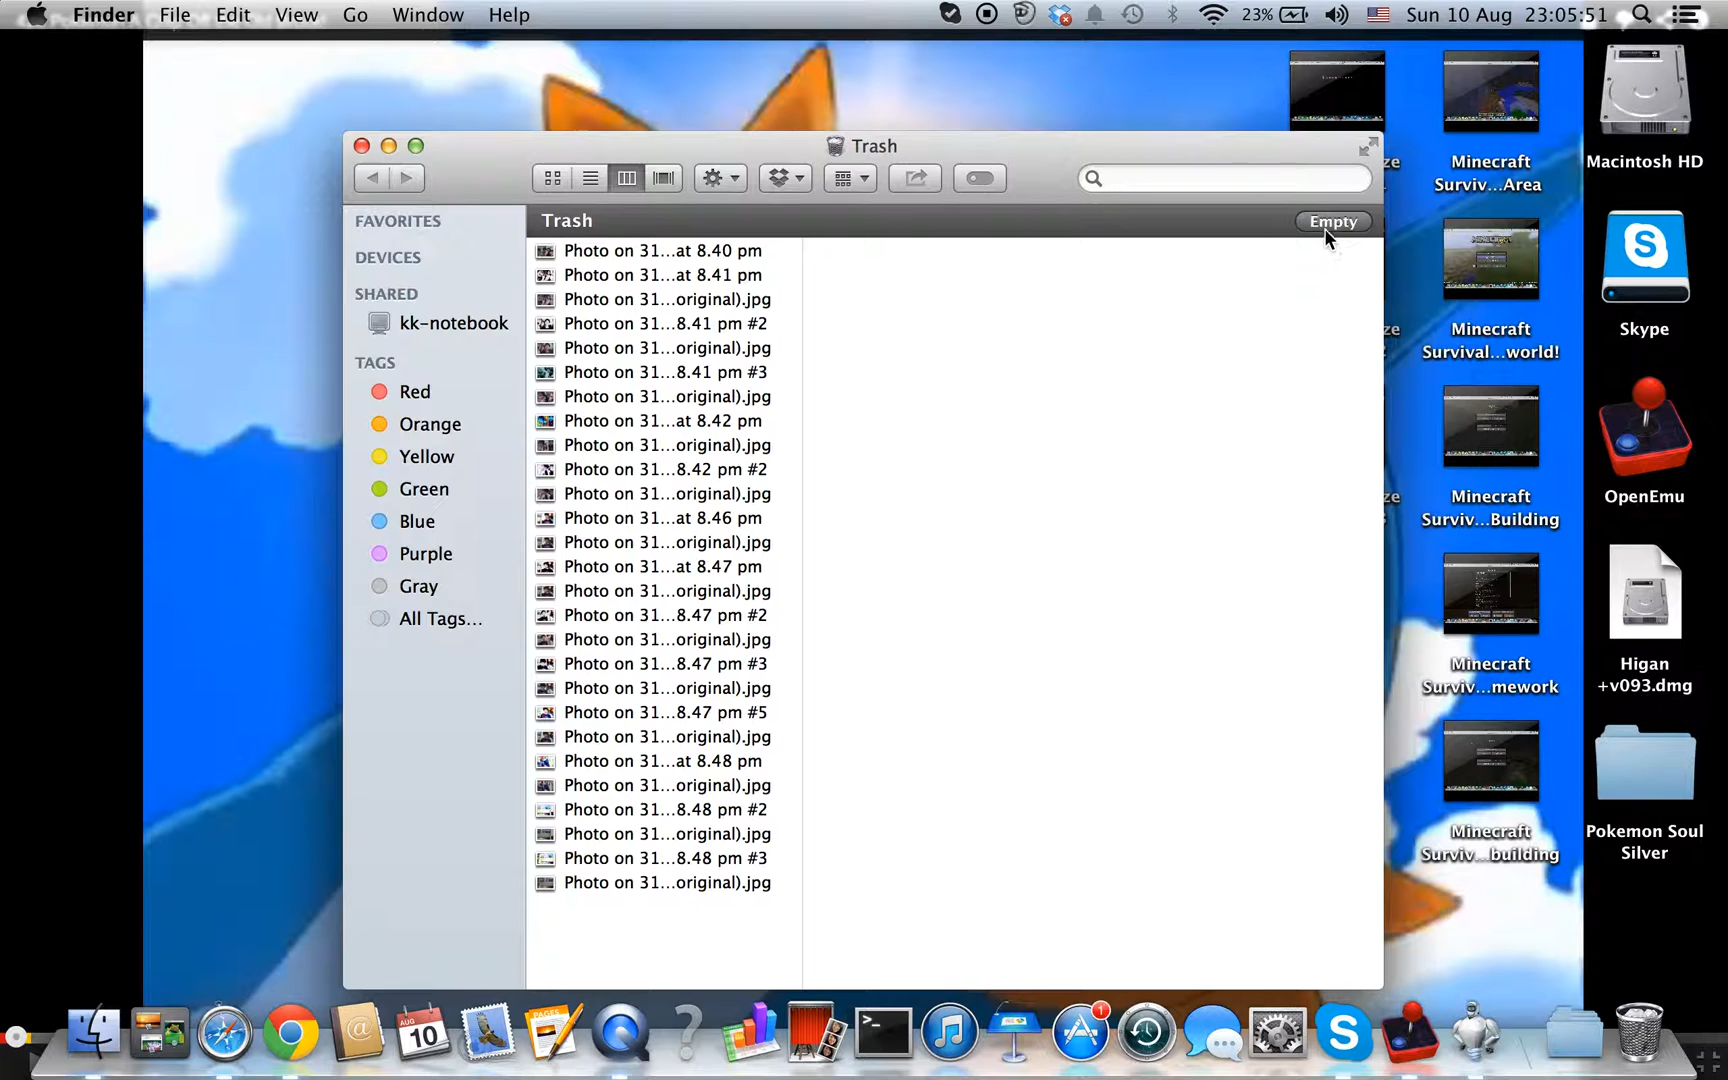 Finder File Edit View Go Window Help 23% Sun 10 Aug 23:05:51
Trash
Trash Empty
FAVORITES
DEVICES
SHARED
kk-notebook
TAGS
Red
Orange
Yellow
Green
Blue
Purple
Gray
All Tags...
Photo on 31...at 8.40 pm
Photo on 31...at 8.41 pm
Photo on 31...original).jpg
Photo on 31...8.41 pm #2
Photo on 31...original).jpg
Photo on 31...8.41 pm #3
Photo on 31...original).jpg
Photo on 31...at 8.42 pm
Photo on 31...original).jpg
Photo on 31...8.42 pm #2
Photo on 31...original).jpg
Photo on 31...at 8.46 pm
Photo on 31...original).jpg
Photo on 31...at 8.47 pm
Photo on 31...original).jpg
Photo on 31...8.47 pm #2
Photo on 31...original).jpg
Photo on 31...8.47 pm #3
Photo on 31...original).jpg
Photo on 31...8.47 pm #5
Photo on 31...original).jpg
Photo on 31...at 8.48 pm
Photo on 31...original).jpg
Photo on 31...8.48 pm #2
Photo on 31...original).jpg
Photo on 31...8.48 pm #3
Photo on 31...original).jpg
ze
ze
ze
Minecraft
Surviv...Area
Minecraft
Survival...world!
Minecraft
Surviv...Building
Minecraft
Surviv...mework
Minecraft
Surviv...building
Macintosh HD
Skype
OpenEmu
Higan
+v093.dmg
Pokemon Soul
Silver
AUG
10
PAGES
1